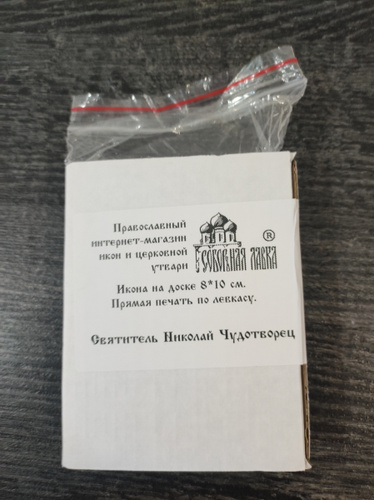 Православный
интернет-магазин
икон и церковной
утвари
СОБОРНАЯ ЛАВКА ®
Икона на доске 8*10 см.
Прямая печать по левкасу.
Святитель Николай Чудотворец